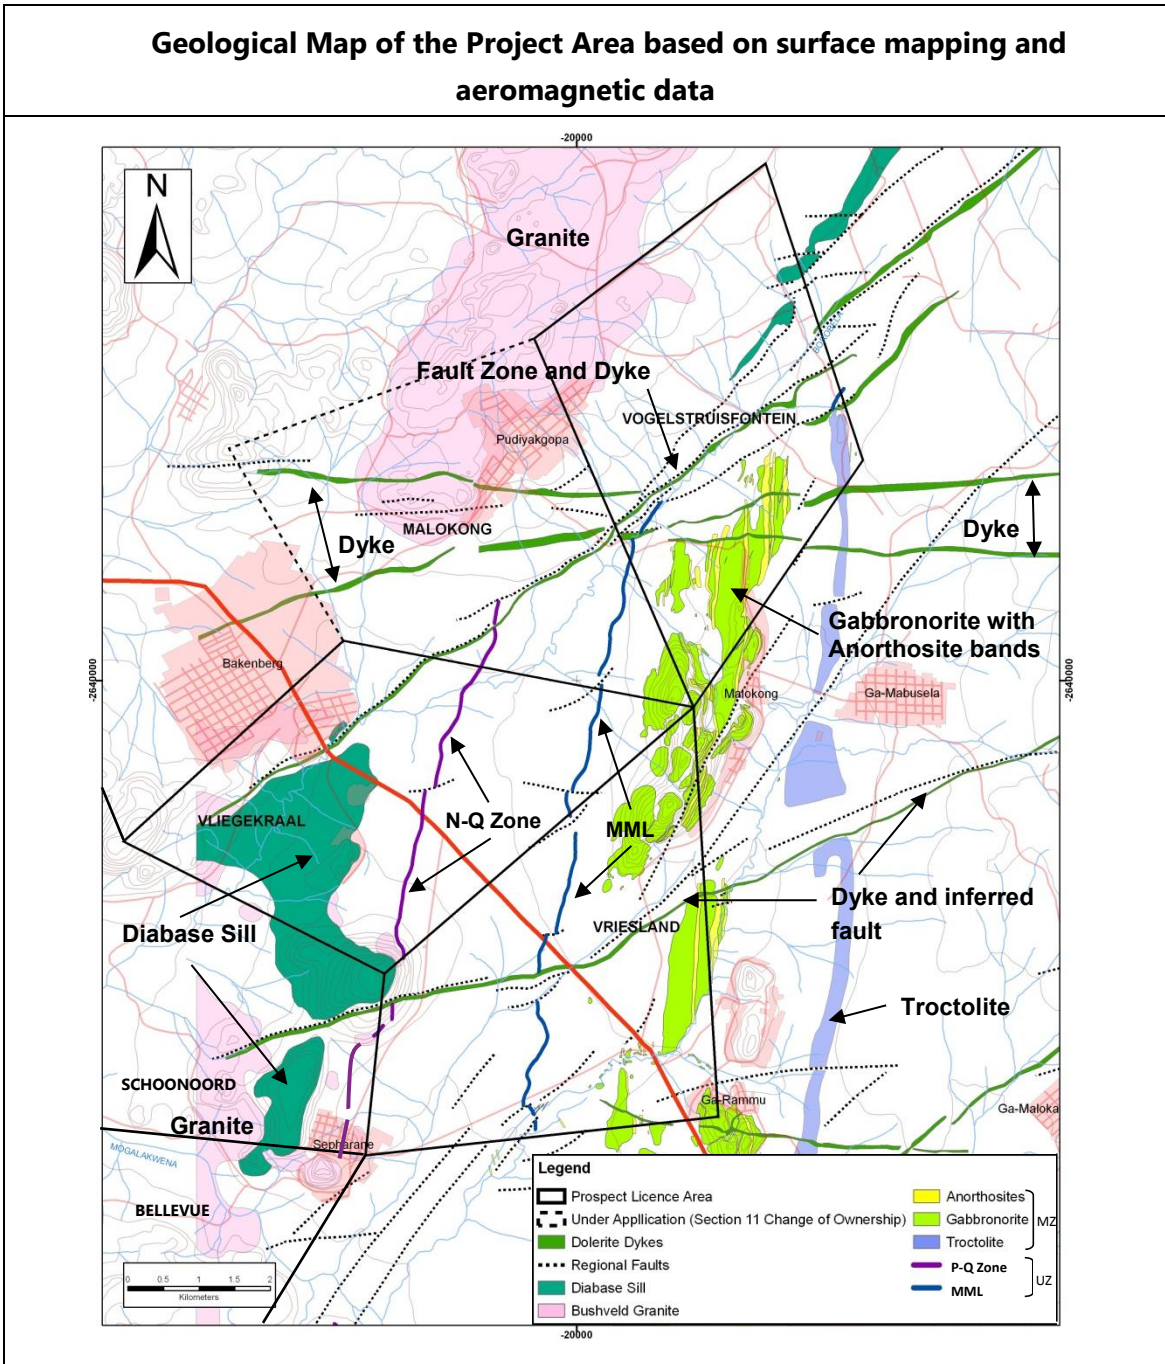 Geological Map of the Project Area based on surface mapping and
aeromagnetic data
-20000
N
Granite
BOROBELA
Fault Zone and Dyke
VOGELSTRUISFONTEIN
Pudiyakgopa
MALOKONG
Dyke
Dyke
Gabbronorite with
Anorthosite bands
Bakenberg
-2640000
-2640000
Malokong
Ga-Mabusela
VLIEGEKRAAL
N-Q Zone
MML
Diabase Sill
VRIESLAND
Dyke and inferred
fault
Troctolite
SCHOONOORD
Granite
Ga-Rammu
Ga-Maloka
Sepharane
MOGALAKWENA
BELLEVUE
Legend
Prospect Licence Area
Under Appllication (Section 11 Change of Ownership)
Dolerite Dykes
Regional Faults
Diabase Sill
Bushveld Granite
Anorthosites
Gabbronorite
Troctolite
MZ
P-Q Zone
MML
UZ
0 0.5 1 1.5 2
Kilometers
-20000